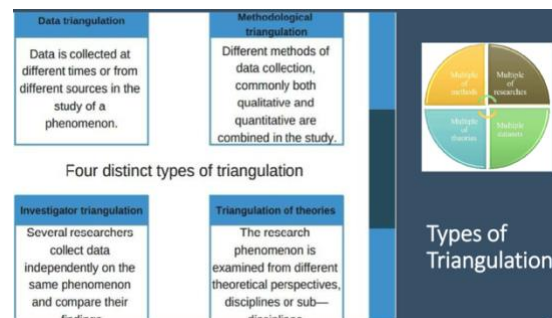 Data triangulation
Data is collected at
different times or from
different sources in the
study of a
phenomenon.
Methodological
triangulation
Different methods of
data collection,
commonly both
qualitative and
quantitative are
combined in the study.
Four distinct types of triangulation
Investigator triangulation
Several researchers
collect data
independently on the
same phenomenon
and compare their
findings
Triangulation of theories
The research
phenomenon is
examined from different
theoretical perspectives,
disciplines or sub—
disciplines
Multiple
of
methods
Multiple
of
researches
Multiple
of
theories
Multiple
datasets
Types of
Triangulation